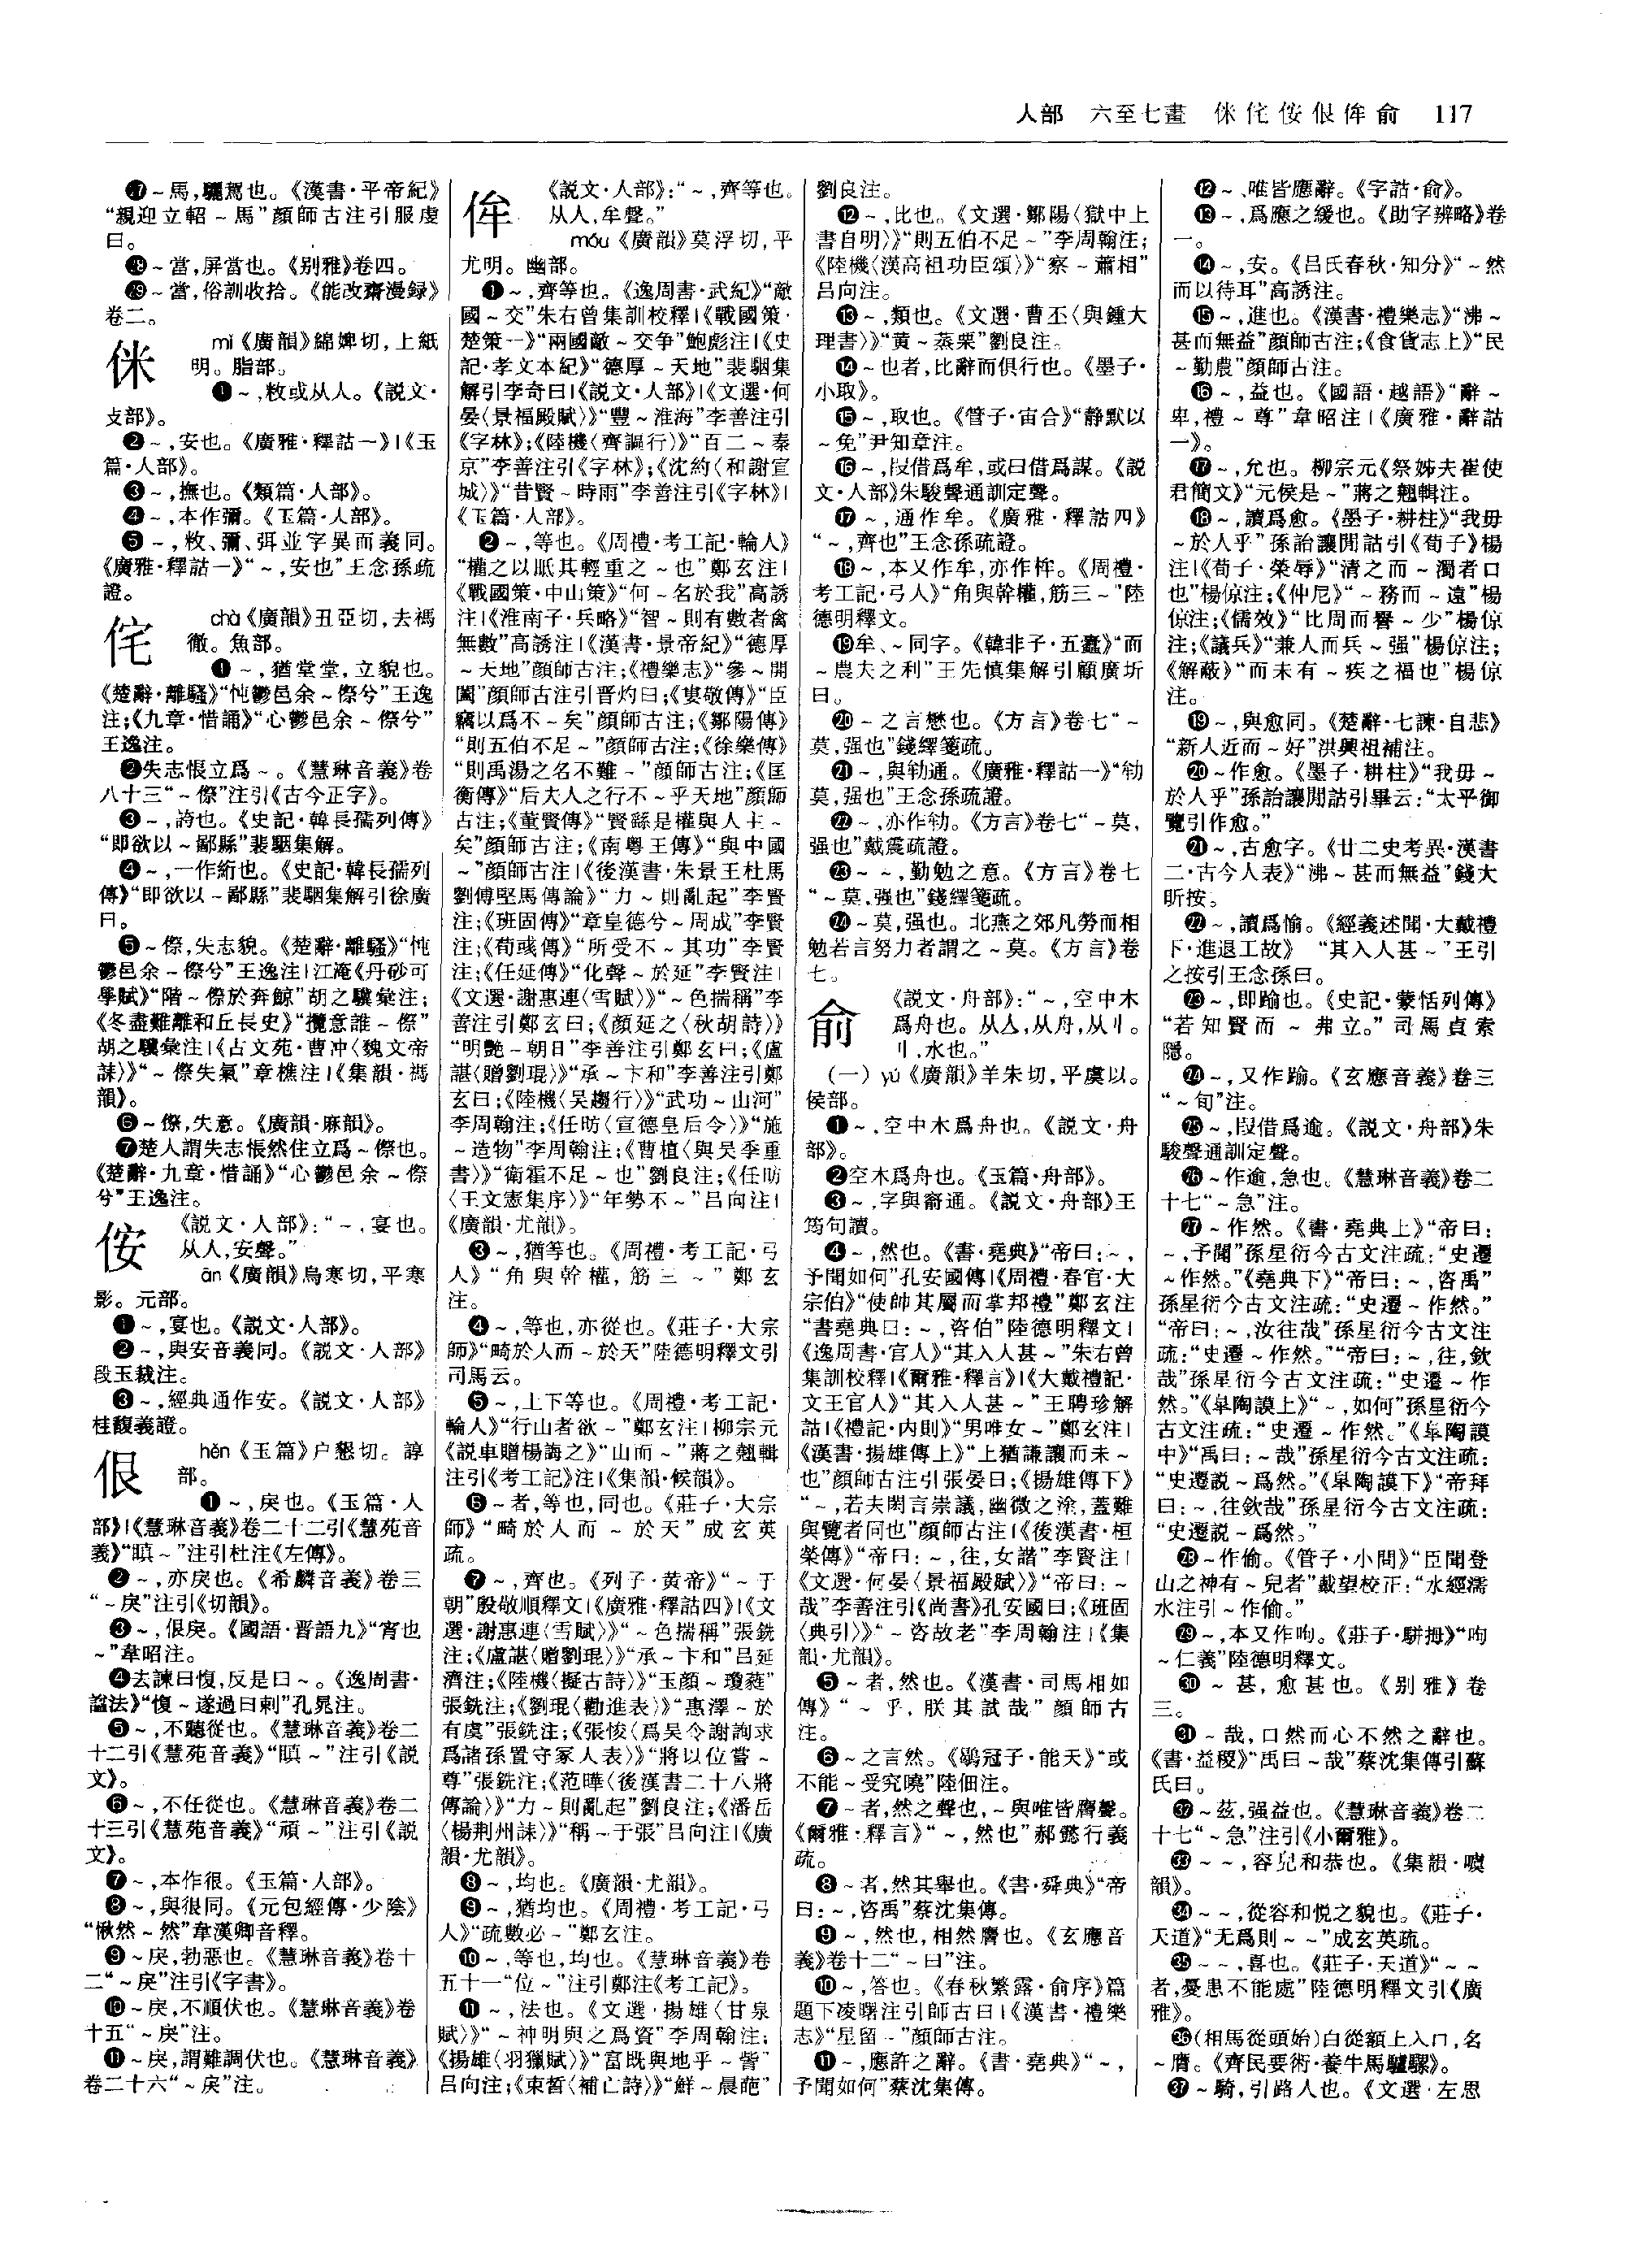 人部 六至七畫 侎侘侒佷侔俞 117
㉗~馬,驪駕也。《漢書·平帝紀》
“親迎立軺~馬”顔師古注引服虔
曰。
㉘~當,屏當也。《别雅》卷四。
㉙~當,俗訓收拾。《能改齋漫録》
卷二。
侎
mǐ《廣韻》綿婢切,上紙
明。脂部。
❶~,敉或从人。《説文·
支部》。
❷~,安也。《廣雅·釋詁一》|《玉
篇·人部》。
❸~,撫也。《類篇·人部》。
❹~,本作彌。《玉篇·人部》。
❺~,敉、彌、弭並字異而義同。
《廣雅·釋詁一》“~,安也”王念孫疏
證。
侘
chà《廣韻》丑亞切,去禡
徹。魚部。
❶~,猶堂堂,立貌也。
《楚辭·離騷》“忳鬱邑余~傺兮”王逸
注;《九章·惜誦》“心鬱邑余~傺兮”
王逸注。
❷失志悵立爲~。《慧琳音義》卷
八十三“~傺”注引《古今正字》。
❸~,誇也。《史記·韓長孺列傳》
“即欲以~鄙縣”裴駰集解。
❹~,一作紵也。《史記·韓長孺列
傳》“即欲以~鄙縣”裴駰集解引徐廣
曰。
❺~傺,失志貌。《楚辭·離騷》“忳
鬱邑余~傺兮”王逸注|江淹《丹砂可
學賦》“階~傺於奔鯨”胡之驥彙注;
《冬盡難離和丘長史》“攬意誰~傺”
胡之驥彙注|《古文苑·曹沖〈魏文帝
誄〉》“~傺失氣”章樵注|《集韻·禡
韻》。
❻~傺,失意。《廣韻·麻韻》。
❼楚人謂失志悵然住立爲~傺也。
《楚辭·九章·惜誦》“心鬱邑余~傺
兮”王逸注。
侒
《説文·人部》:“~,宴也。
从人,安聲。”
ān《廣韻》烏寒切,平寒
影。元部。
❶~,宴也。《説文·人部》。
❷~,與安音義同。《説文·人部》
段玉裁注。
❸~,經典通作安。《説文·人部》
桂馥義證。
佷
hěn《玉篇》户懇切。諄
部。
❶~,戾也。《玉篇·人
部》|《慧琳音義》卷二十二引《慧苑音
義》“瞋~”注引杜注《左傳》。
❷~,亦戾也。《希麟音義》卷三
“~戾”注引《切韻》。
❸~,佷戾。《國語·晋語九》“宵也
~”韋昭注。
❹去諫曰愎,反是曰~。《逸周書·
謚法》“愎~遂過曰剌”孔晁注。
❺~,不聽從也。《慧琳音義》卷二
十二引《慧苑音義》“瞋~”注引《説
文》。
❻~,不任從也。《慧琳音義》卷二
十三引《慧苑音義》“頑~”注引《説
文》。
❼~,本作很。《玉篇·人部》。
❽~,與很同。《元包經傳·少陰》
“愀然~然”韋漢卿音釋。
❾~戾,勃惡也。《慧琳音義》卷十
二“~戾”注引《字書》。
❿~戾,不順伏也。《慧琳音義》卷
十五“~戾”注。
⓫~戾,謂難調伏也。《慧琳音義》
卷二十六“~戾”注。
侔
《説文·人部》:“~,齊等也。
从人,牟聲。”
móu《廣韻》莫浮切,平
尤明。幽部。
❶~,齊等也。《逸周書·武紀》“敵
國~交”朱右曾集訓校釋|《戰國策·
楚策一》“兩國敵~交争”鮑彪注|《史
記·孝文本紀》“德厚~天地”裴駰集
解引李奇曰|《説文·人部》|《文選·何
晏〈景福殿賦〉》“豐~淮海”李善注引
《字林》;《陸機〈齊謳行〉》“百二~秦
京”李善注引《字林》;《沈約〈和謝宣
城〉》“昔賢~時雨”李善注引《字林》|
《玉篇·人部》。
❷~,等也。《周禮·考工記·輪人》
“權之以眡其輕重之~也”鄭玄注|
《戰國策·中山策》“何~名於我”高誘
注|《淮南子·兵略》“智~則有數者禽
無數”高誘注|《漢書·景帝紀》“德厚
~天地”顔師古注;《禮樂志》“參~開
闔”顔師古注引晋灼曰;《婁敬傳》“臣
竊以爲不~矣”顔師古注;《鄒陽傳》
“則五伯不足~”顔師古注;《徐樂傳》
“則禹湯之名不難~”顔師古注;《匡
衡傳》“后夫人之行不~乎天地”顔師
古注;《董賢傳》“賢繇是權與人主~
矣”顔師古注;《南粤王傳》“與中國
~”顔師古注|《後漢書·朱景王杜馬
劉傅堅馬傳論》“力~則亂起”李賢
注;《班固傳》“章皇德兮~周成”李賢
注;《荀彧傳》“所受不~其功”李賢
注;《任延傳》“化聲~於延”李賢注|
《文選·謝惠連〈雪賦〉》“~色揣稱”李
善注引鄭玄曰;《顔延之〈秋胡詩〉》
“明艷~朝日”李善注引鄭玄曰;《盧
諶〈贈劉琨〉》“承~卞和”李善注引鄭
玄曰;《陸機〈吴趨行〉》“武功~山河”
李周翰注;《任昉〈宣德皇后令〉》“施
~造物”李周翰注;《曹植〈與吴季重
書〉》“衛霍不足~也”劉良注;《任昉
〈王文憲集序〉》“年勢不~”吕向注|
《廣韻·尤韻》。
❸~,猶等也。《周禮·考工記·弓
人》“角與幹權,筋三~”鄭玄
注。
❹~,等也,亦從也。《莊子·大宗
師》“畸於人而~於天”陸德明釋文引
司馬云。
❺~,上下等也。《周禮·考工記·
輪人》“行山者欲~”鄭玄注|柳宗元
《説車贈楊誨之》“山而~”蔣之翹輯
注引《考工記》注|《集韻·候韻》。
❻~者,等也,同也。《莊子·大宗
師》“畸於人而~於天”成玄英
疏。
❼~,齊也。《列子·黄帝》“~于
朝”殷敬順釋文|《廣雅·釋詁四》|《文
選·謝惠連〈雪賦〉》“~色揣稱”張銑
注;《盧諶〈贈劉琨〉》“承~卞和”吕延
濟注;《陸機〈擬古詩〉》“玉顔~瓊蕤”
張銑注;《劉琨〈勸進表〉》“惠澤~於
有虞”張銑注;《張悛〈爲吴令謝詢求
爲諸孫置守冢人表〉》“將以位嘗~
尊”張銑注;《范曄〈後漢書二十八將
傳論〉》“力~則亂起”劉良注;《潘岳
〈楊荆州誄〉》“稱~于張”吕向注|《廣
韻·尤韻》。
❽~,均也。《廣韻·尤韻》。
❾~,猶均也。《周禮·考工記·弓
人》“疏數必~”鄭玄注。
❿~,等也,均也。《慧琳音義》卷
五十一“位~”注引鄭注《考工記》。
⓫~,法也。《文選·揚雄〈甘泉
賦〉》“~神明與之爲資”李周翰注;
《揚雄〈羽獵賦〉》“富既與地乎~訾”
吕向注;《束晳〈補亡詩〉》“鮮~晨葩”
劉良注。
⓬~,比也。《文選·鄒陽〈獄中上
書自明〉》“則五伯不足~”李周翰注;
《陸機〈漢高祖功臣頌〉》“察~蕭相”
吕向注。
⓭~,類也。《文選·曹丕〈與鍾大
理書〉》“黄~蒸栗”劉良注。
⓮~也者,比辭而俱行也。《墨子·
小取》。
⓯~,取也。《管子·宙合》“静默以
~免”尹知章注。
⓰~,叚借爲牟,或曰借爲謀。《説
文·人部》朱駿聲通訓定聲。
⓱~,通作牟。《廣雅·釋詁四》
“~,齊也”王念孫疏證。
⓲~,本又作牟,亦作桙。《周禮·
考工記·弓人》“角與幹權,筋三~”陸
德明釋文。
⓳牟、~同字。《韓非子·五蠹》“而
~農夫之利”王先慎集解引顧廣圻
曰。
⓴~之言懋也。《方言》卷七“~
莫,强也”錢繹箋疏。
㉑~,與劺通。《廣雅·釋詁一》“劺
莫,强也”王念孫疏證。
㉒~,亦作劺。《方言》卷七“~莫,
强也”戴震疏證。
㉓~~,勤勉之意。《方言》卷七
“~莫,强也”錢繹箋疏。
㉔~莫,强也。北燕之郊凡勞而相
勉若言努力者謂之~莫。《方言》卷
七。
俞
《説文·舟部》:“~,空中木
爲舟也。从亼,从舟,从刂。
刂,水也。”
(一) yú《廣韻》羊朱切,平虞以。
侯部。
❶~,空中木爲舟也。《説文·舟
部》。
❷空木爲舟也。《玉篇·舟部》。
❸~,字與窬通。《説文·舟部》王
筠句讀。
❹~,然也。《書·堯典》“帝曰:~,
予聞如何”孔安國傳|《周禮·春官·大
宗伯》“使帥其屬而掌邦禮”鄭玄注
“書堯典曰:~,咨伯”陸德明釋文|
《逸周書·官人》“其入人甚~”朱右曾
集訓校釋|《爾雅·釋言》|《大戴禮記·
文王官人》“其入人甚~”王聘珍解
詁|《禮記·内則》“男唯女~”鄭玄注|
《漢書·揚雄傳上》“上猶謙讓而未~
也”顔師古注引張晏曰;《揚雄傳下》
“~,若夫閎言崇議,幽微之塗,蓋難
與覽者同也”顔師古注|《後漢書·桓
榮傳》“帝曰:~,往,女諧”李賢注|
《文選·何晏〈景福殿賦〉》“帝曰:~
哉”李善注引《尚書》孔安國曰;《班固
〈典引〉》“~咨故老”李周翰注|《集
韻·尤韻》。
❺~者,然也。《漢書·司馬相如
傳》“~乎,朕其試哉”顔師古
注。
❻~之言然。《鶡冠子·能天》“或
不能~受究曉”陸佃注。
❼~者,然之聲也,~與唯皆譍聲。
《爾雅·釋言》“~,然也”郝懿行義
疏。
❽~者,然其舉也。《書·舜典》“帝
曰:~,咨禹”蔡沈集傳。
❾~,然也,相然譍也。《玄應音
義》卷十二“~曰”注。
❿~,答也。《春秋繁露·俞序》篇
題下凌曙注引師古曰|《漢書·禮樂
志》“星留~”顔師古注。
⓫~,應許之辭。《書·堯典》“~,
予聞如何”蔡沈集傳。
⓬~、唯皆應辭。《字詁·俞》。
⓭~,爲應之緩也。《助字辨略》卷
一。
⓮~,安。《吕氏春秋·知分》“~然
而以待耳”高誘注。
⓯~,進也。《漢書·禮樂志》“沸~
甚而無益”顔師古注;《食貨志上》“民
~勤農”顔師古注。
⓰~,益也。《國語·越語》“辭~
卑,禮~尊”韋昭注|《廣雅·辭詁
一》。
⓱~,允也。柳宗元《祭姊夫崔使
君簡文》“元侯是~”蔣之翹輯注。
⓲~,讀爲愈。《墨子·耕柱》“我毋
~於人乎”孫詒讓閒詁引《荀子》楊
注|《荀子·榮辱》“清之而~濁者口
也”楊倞注;《仲尼》“~務而~遠”楊
倞注;《儒效》“比周而譽~少”楊倞
注;《議兵》“兼人而兵~强”楊倞注;
《解蔽》“而未有~疾之福也”楊倞
注。
⓳~,與愈同。《楚辭·七諫·自悲》
“新人近而~好”洪興祖補注。
⓴~作愈。《墨子·耕柱》“我毋~
於人乎”孫詒讓閒詁引畢云:“太平御
覽引作愈。”
㉑~,古愈字。《廿二史考異·漢書
二·古今人表》“沸~甚而無益”錢大
昕按。
㉒~,讀爲愉。《經義述聞·大戴禮
下·進退工故》“其入人甚~”王引
之按引王念孫曰。
㉓~,即踰也。《史記·蒙恬列傳》
“若知賢而~弗立。”司馬貞索
隱。
㉔~,又作踰。《玄應音義》卷三
“~旬”注。
㉕~,叚借爲逾。《説文·舟部》朱
駿聲通訓定聲。
㉖~作逾,急也。《慧琳音義》卷二
十七“~急”注。
㉗~作然。《書·堯典上》“帝曰:
~,予聞”孫星衍今古文注疏:“史遷
~作然。”《堯典下》“帝曰:~,咨禹”
孫星衍今古文注疏:“史遷~作然。”
“帝曰:~,汝往哉”孫星衍今古文注
疏:“史遷~作然。”“帝曰:~,往,欽
哉”孫星衍今古文注疏:“史遷~作
然。”《皋陶謨上》“~,如何”孫星衍今
古文注疏:“史遷~作然。”《皋陶謨
中》“禹曰:~哉”孫星衍今古文注疏:
“史遷説~爲然。”《皋陶謨下》“帝拜
曰:~,往欽哉”孫星衍今古文注疏:
“史遷説~爲然。”
㉘~作偷。《管子·小問》“臣聞登
山之神有~兒者”戴望校正:“水經濡
水注引~作偷。”
㉙~,本又作呴。《莊子·駢拇》“呴
~仁義”陸德明釋文。
㉚~甚,愈甚也。《别雅》卷
三。
㉛~哉,口然而心不然之辭也。
《書·益稷》“禹曰~哉”蔡沈集傳引蘇
氏曰。
㉜~兹,强益也。《慧琳音義》卷二
十七“~急”注引《小爾雅》。
㉝~~,容皃和恭也。《集韻·噳
韻》。
㉞~~,從容和悦之貌也。《莊子·
天道》“无爲則~~”成玄英疏。
㉟~~,喜也。《莊子·天道》“~~
者,憂患不能處”陸德明釋文引《廣
雅》。
㊱(相馬從頭始)白從額上入口,名
~膺。《齊民要術·養牛馬驢騾》。
㊲~騎,引路人也。《文選·左思